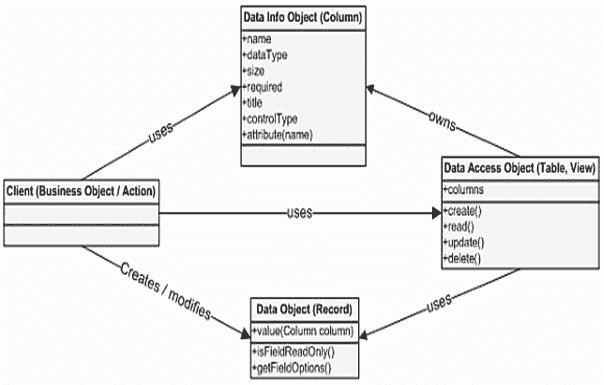 Data Info Object (Column)
+name
+dataType
+size
+required
+title
+controlType
+attribute(name)
uses
owns
Client (Business Object / Action)
uses
Data Access Object (Table, View)
+columns
+create()
+read()
+update()
+delete()
Creates / modifies
uses
Data Object (Record)
+value(Column column)
+isFieldReadOnly()
+getFieldOptions()